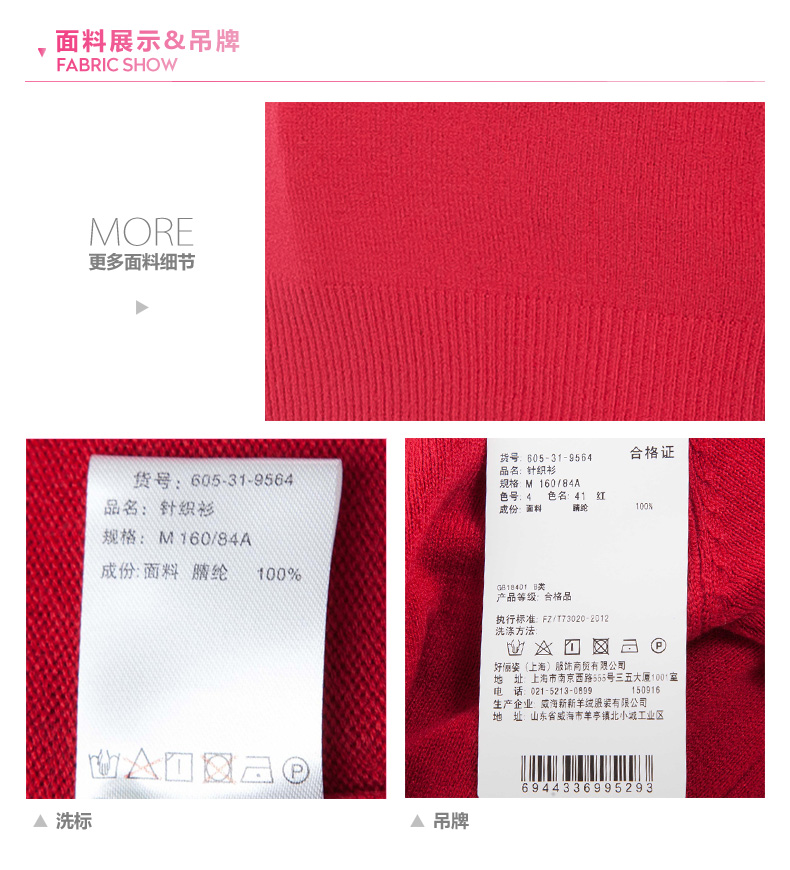 面料展示&吊牌
FABRIC SHOW
MORE
更多面料细节
货号: 605-31-9564
品名: 针织衫
规格: M 160/84A
成份:面料 腈纶 100%
P
洗标
合格证
货号: 605-31-9564
品名: 针织衫
规格: M 160/84A
色号: 4 色名: 41 红
成份: 面料 腈纶 100%
GB18401 B类
产品等级: 合格品
执行标准: FZ/T73020-2012
洗涤方法:
P
好俪姿(上海)服饰商贸有限公司
地 址: 上海市南京西路555号三五大厦1001室
电 话: 021-5213-0899 150916
生产企业: 威海新新羊绒服装有限公司
地 址: 山东省威海市羊亭镇北小城工业区
6944336995293
吊牌